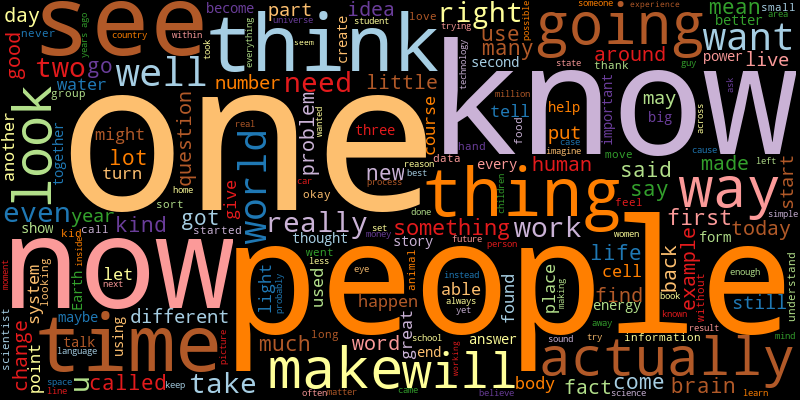 day
see
become
part
idea
love
trying
right
going
mean
small
never
years ago
country
universe
student
someone
experience
possible
better
area
within
took
everything
seem
create
think
use
many
want
good
two
go
well
number
need
little
second
around
power
live
water
thank
guy
group
look
one
know
technology
state
million
ask
another
together
might
question
problem
course
tell
food
help
important
may
big
across
lot
turn
real
wanted
three
hand
put
case
imagine
move
cause
left
home
world
reason
data
every
human
made
simple
new
car
best
process
okay
thing
said
say
feel
start
even
year
sort
give
children
way
kind
got
really
something
work
first
today
show
kid
call
started
thought
set
money
done
story
future
person
women
form
now
people
moment
let
next
Earth
inside
less
went
eye
animal
able
instead
always
yet
found
place
making
life
cell
find
back
example
without
enough
book
still
understand
system
looking
light
probably
used
happen
energy
known
scientist
time
maybe
different
using
picture
much
long
word
great
end
school
answer
sound
away
try
information
result
mind
change
point
talk
language
make
will
working
actually
space
line
u
called
keep
take
often
matter
came
believe
body
fact
science
come
brain
learn